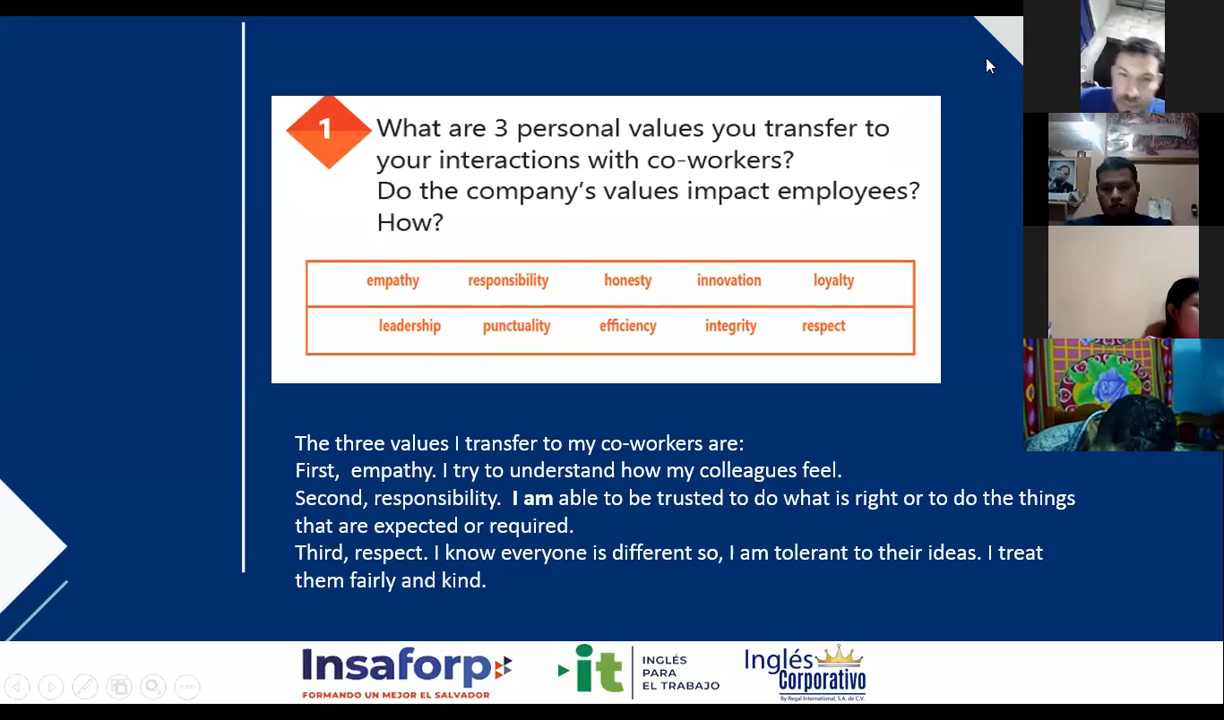 1
What are 3 personal values you transfer to
your interactions with co-workers?
Do the company's values impact employees?
How?
empathy responsibility honesty innovation loyalty
leadership punctuality efficiency integrity respect
The three values I transfer to my co-workers are:
First, empathy. I try to understand how my colleagues feel.
Second, responsibility. I am able to be trusted to do what is right or to do the things
that are expected or required.
Third, respect. I know everyone is different so, I am tolerant to their ideas. I treat
them fairly and kind.
Insaforp
FORMANDO UN MEJOR EL SALVADOR
it
INGLÉS
PARA
EL TRABAJO
Inglés
Corporativo
By Regal International, S.A. de C.V.